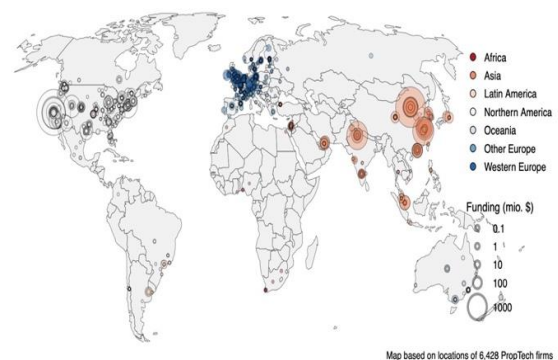 Africa
Asia
Latin America
Northern America
Oceania
Other Europe
Western Europe
Funding (mio. $)
0.1
1
10
100
1000
Map based on locations of 6,428 PropTech firms